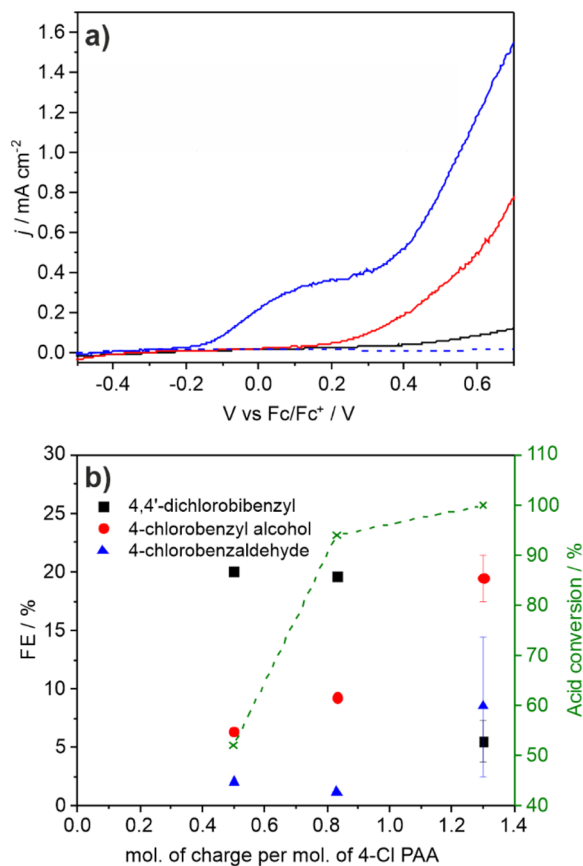 a)
1.6
1.4
1.2
1.0
0.8
0.6
0.4
0.2
0.0
j / mA cm⁻²
-0.4 -0.2 0.0 0.2 0.4 0.6
V vs Fc/Fc⁺ / V
b)
4,4'-dichlorobibenzyl
4-chlorobenzyl alcohol
4-chlorobenzaldehyde
30
25
20
15
10
5
0
FE / %
110
100
90
80
70
60
50
40
Acid conversion / %
0.0 0.2 0.4 0.6 0.8 1.0 1.2 1.4
mol. of charge per mol. of 4-Cl PAA